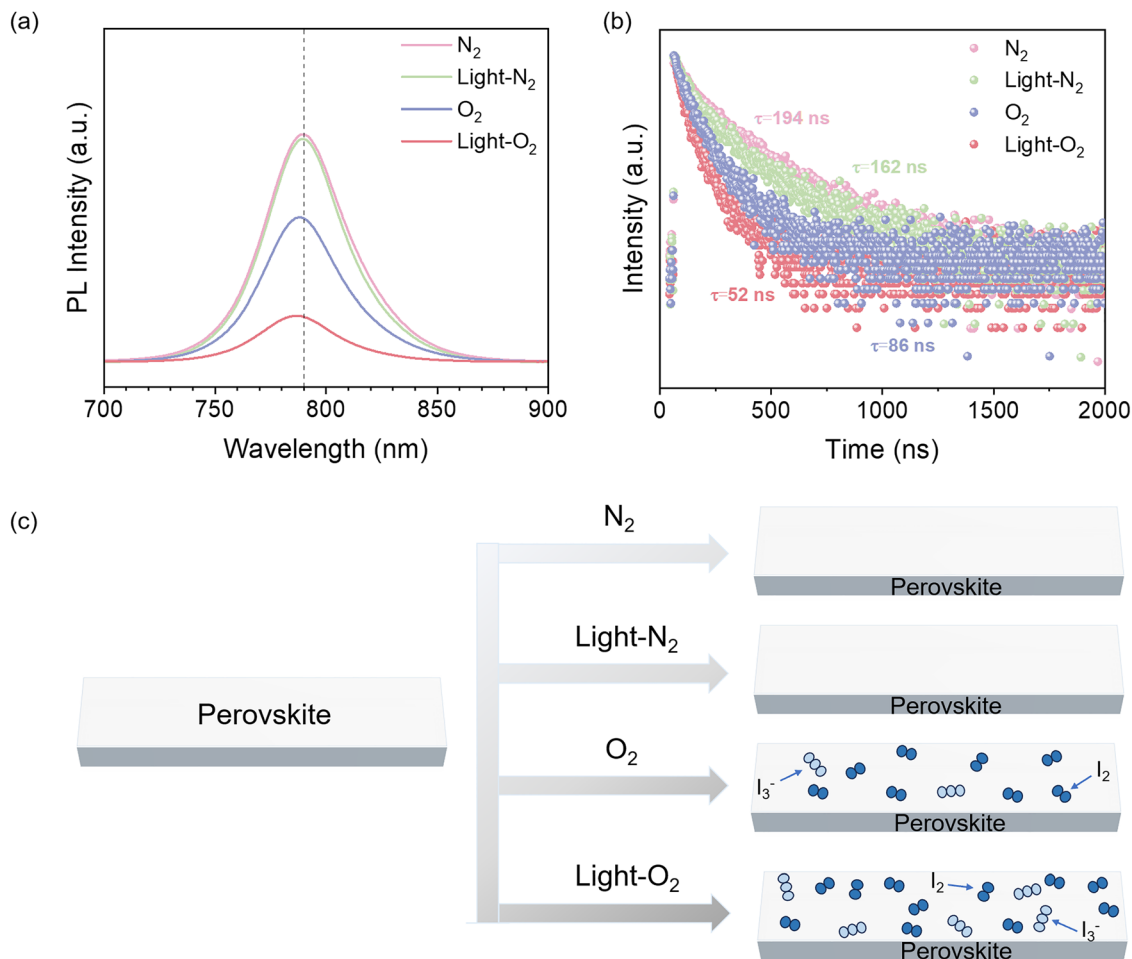 (a)
N₂
Light-N₂
O₂
Light-O₂
PL Intensity (a.u.)
700 750 800 850 900
Wavelength (nm)
(b)
N₂
Light-N₂
O₂
Light-O₂
τ=194 ns
τ=162 ns
τ=52 ns
τ=86 ns
Intensity (a.u.)
0 500 1000 1500 2000
Time (ns)
(c)
Perovskite
N₂
Perovskite
Light-N₂
Perovskite
O₂
I₃⁻
I₂
Perovskite
Light-O₂
I₂
I₃⁻
Perovskite